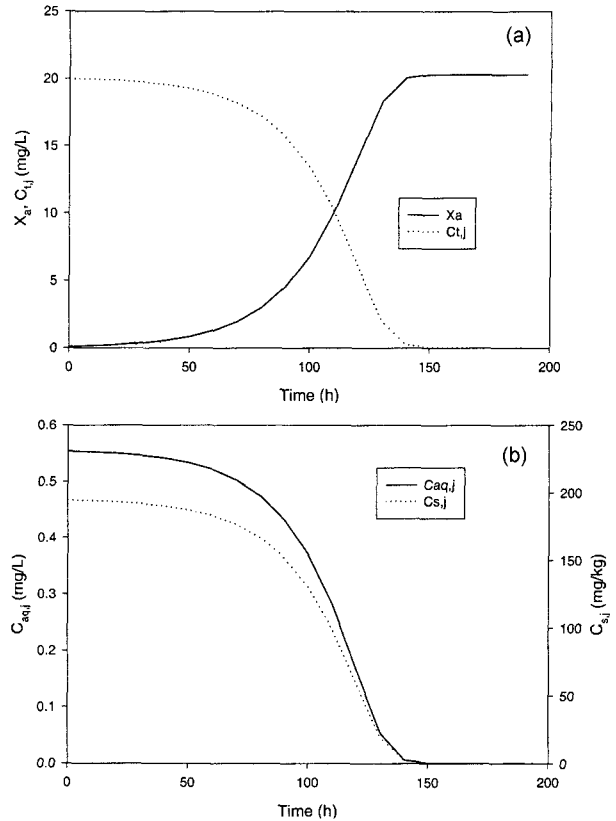 (a)
25
20
15
10
5
0
X_a, C_t,j (mg/L)
Xa
Ct,j
0 50 100 150 200
Time (h)
(b)
0.6
0.5
0.4
0.3
0.2
0.1
0.0
C_aq,j (mg/L)
Caq,j
Cs,j
250
200
150
100
50
0
C_s,j (mg/kg)
0 50 100 150 200
Time (h)